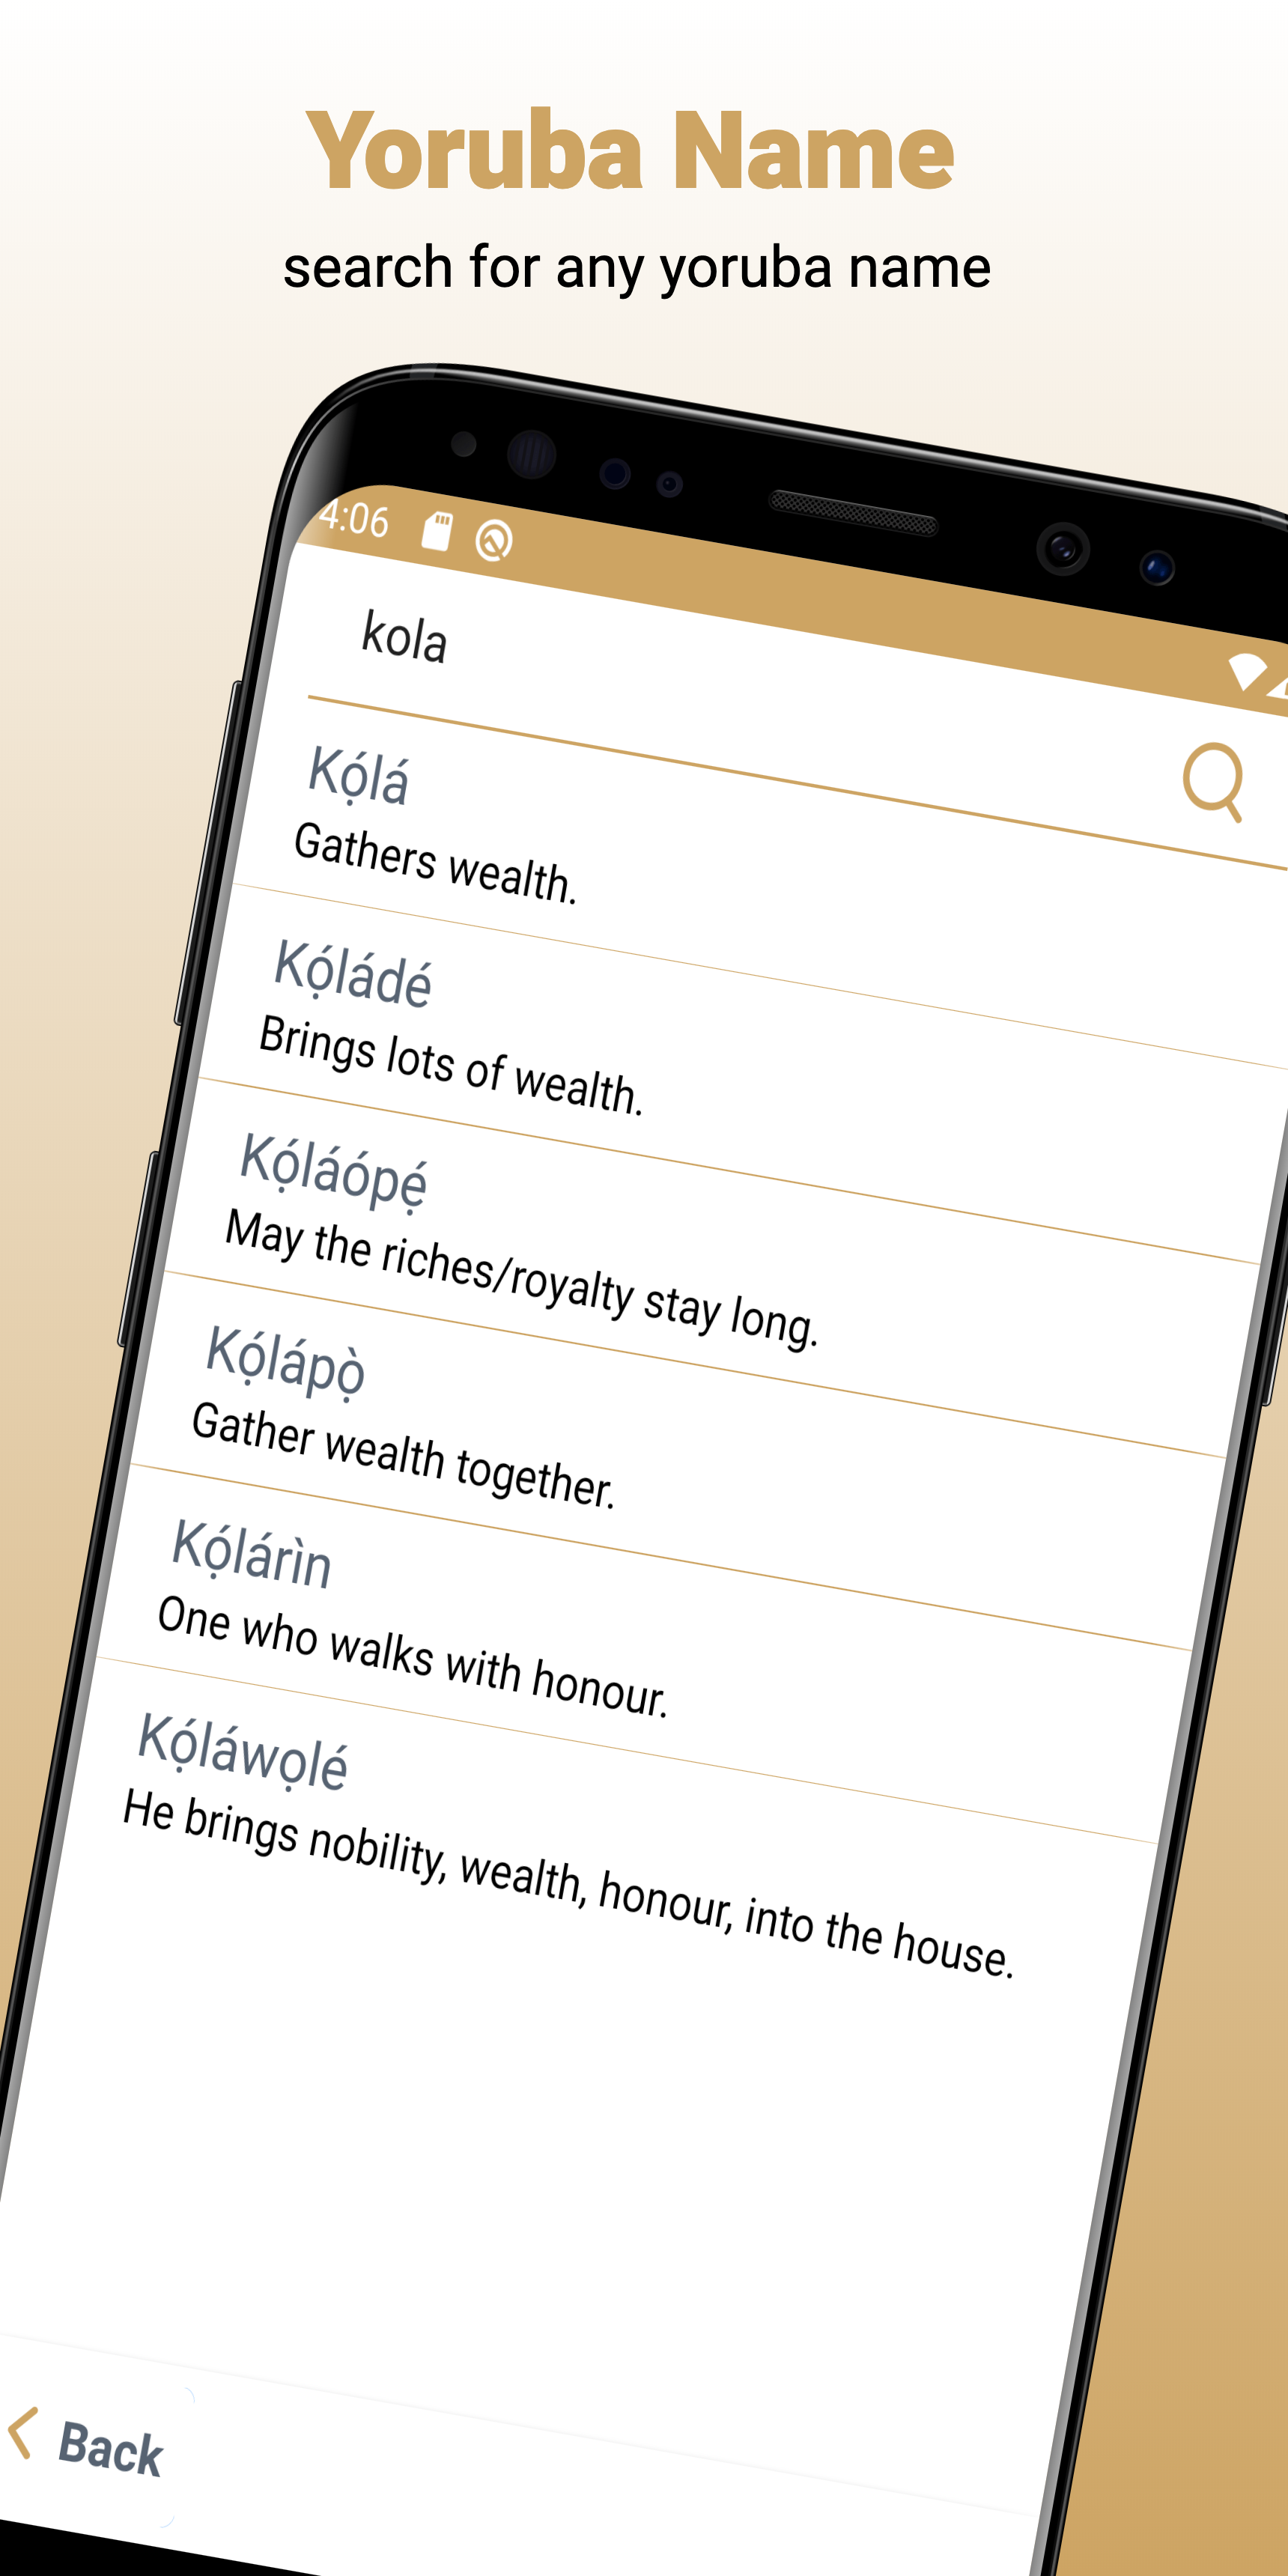 Yoruba Name
search for any yoruba name
4:06
kola
Kọ́lá
Gathers wealth.
Kọ́ládé
Brings lots of wealth.
Kọ́láópẹ́
May the riches/royalty stay long.
Kọ́lápọ̀
Gather wealth together.
Kọ́lárìn
One who walks with honour.
Kọ́láwọlé
He brings nobility, wealth, honour, into the house.
Back